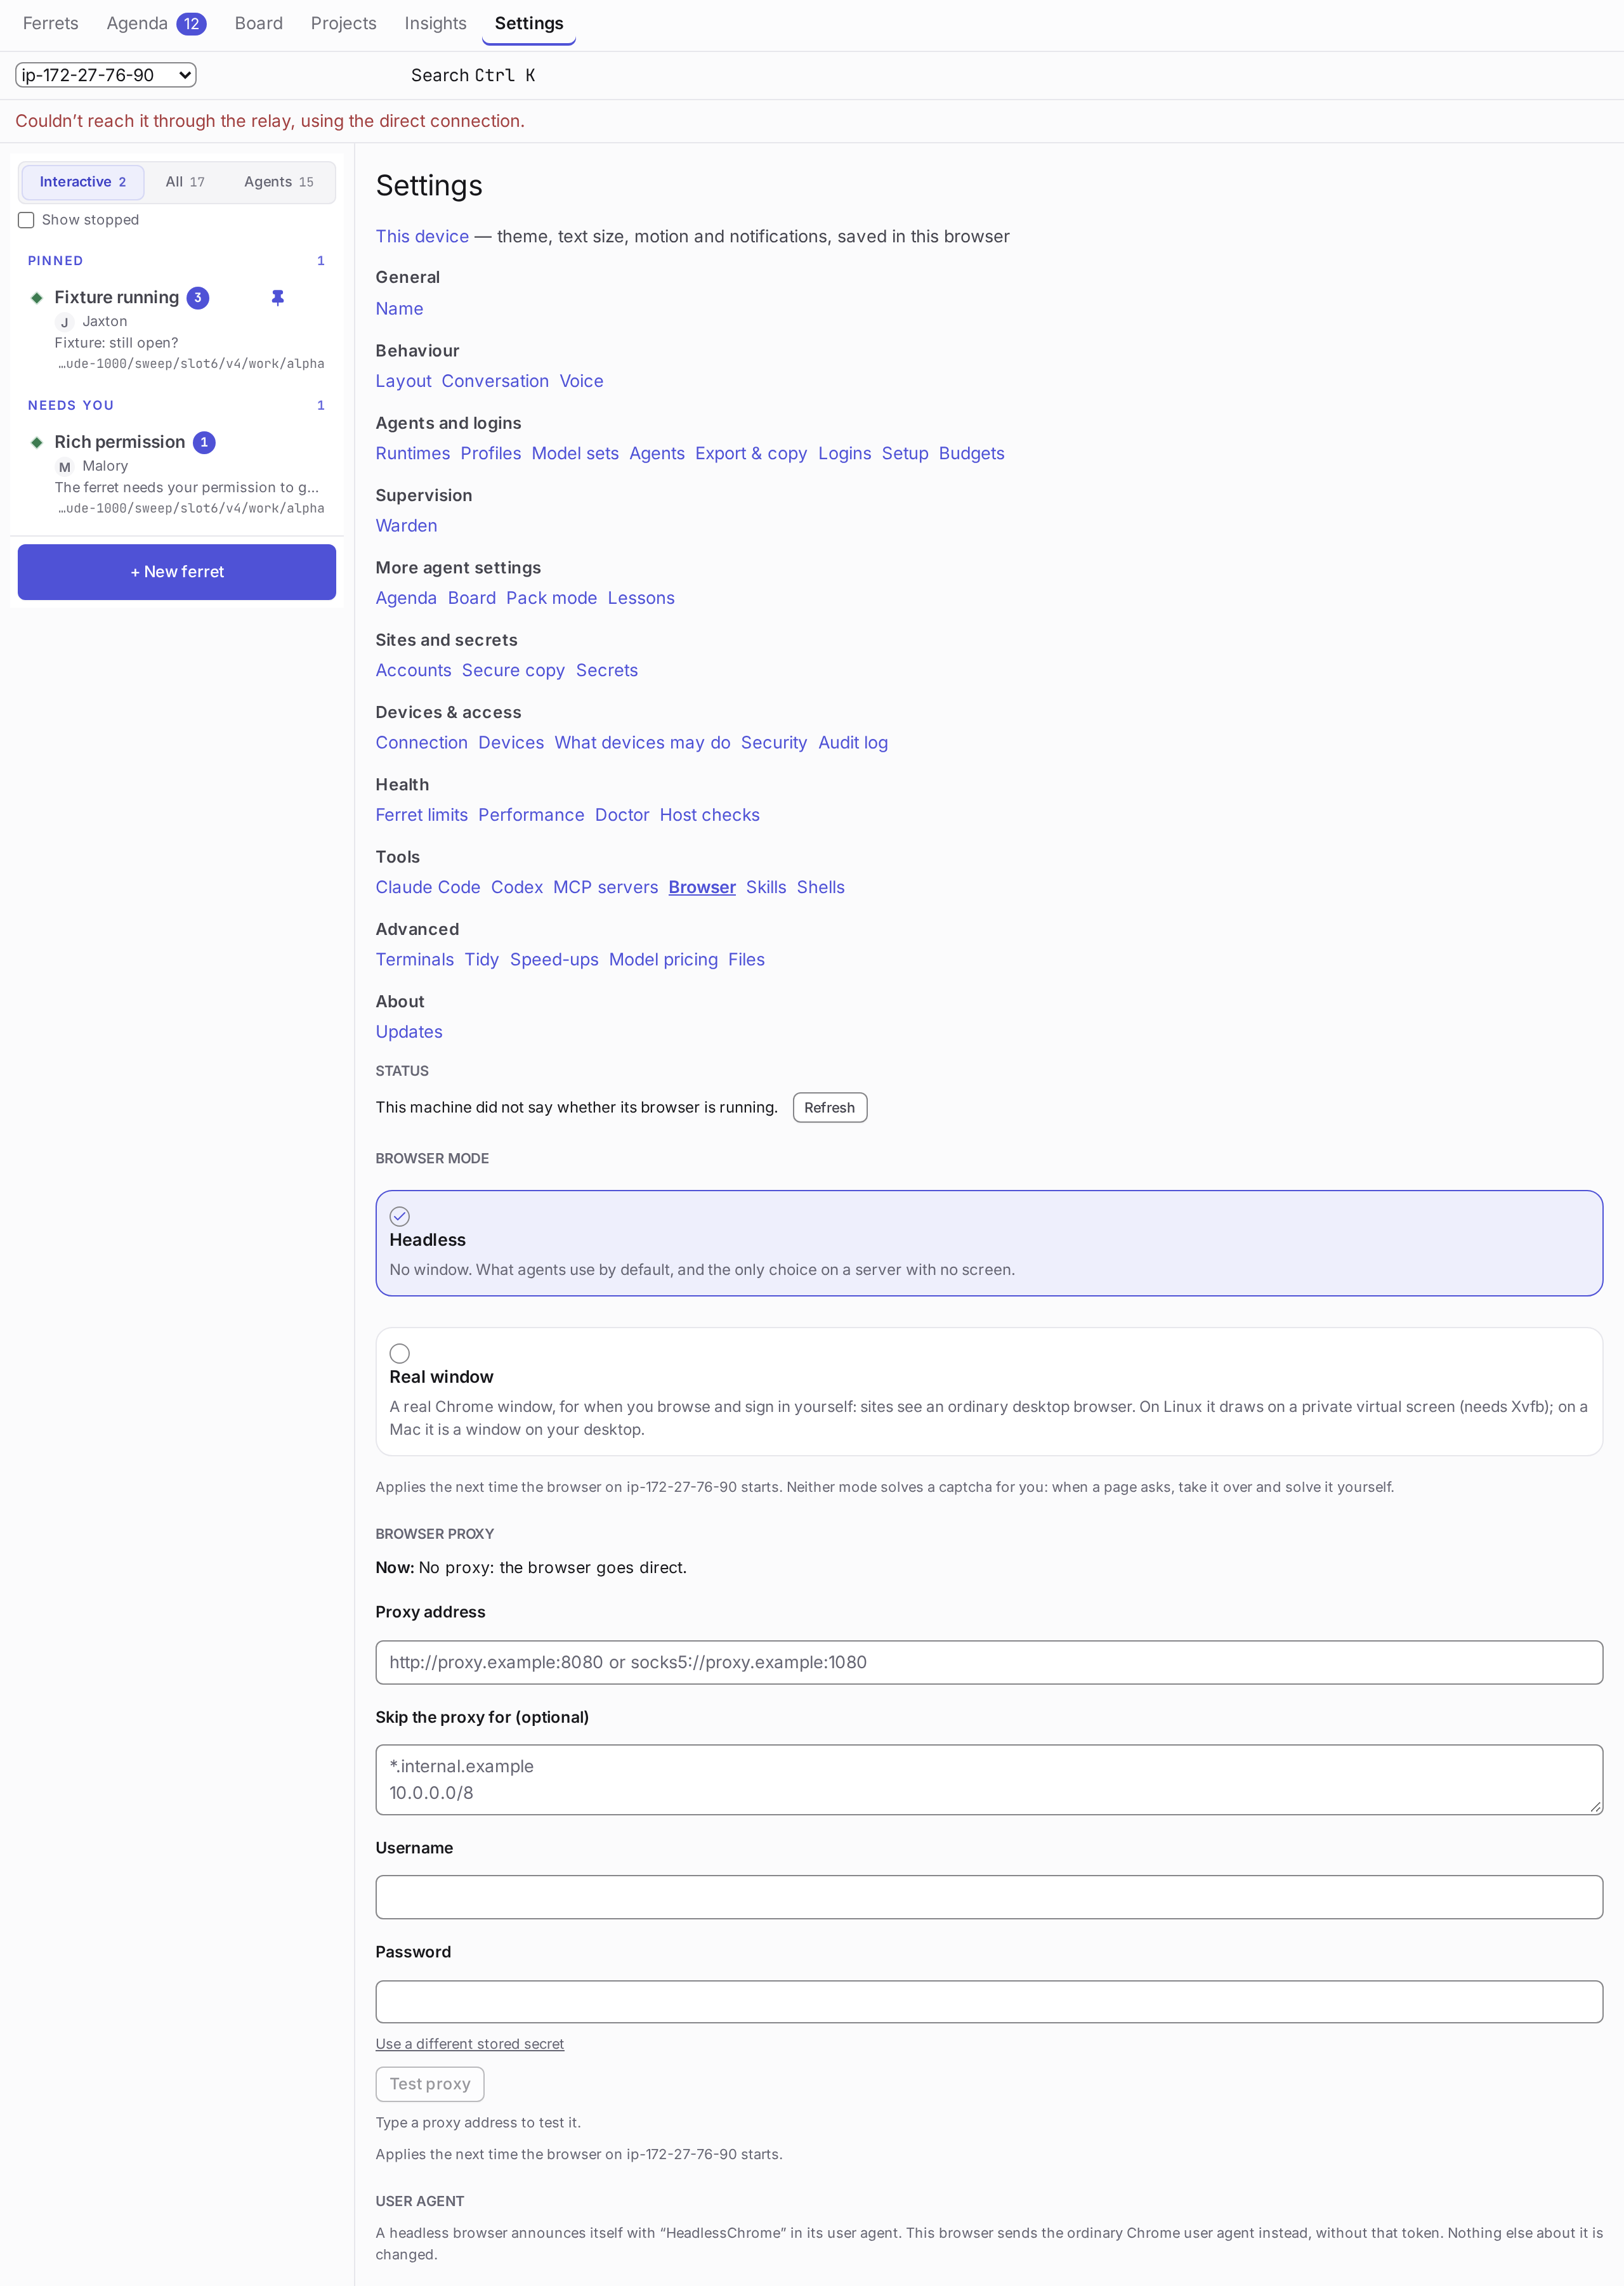 Ferrets Agenda 12 Board Projects Insights Settings
ip-172-27-76-90 Search Ctrl K
Couldn’t reach it through the relay, using the direct connection.
Interactive 2 All 17 Agents 15
Show stopped
PINNED 1
Fixture running 3
J Jaxton
Fixture: still open?
…ude-1000/sweep/slot6/v4/work/alpha
NEEDS YOU 1
Rich permission 1
M Malory
The ferret needs your permission to g…
…ude-1000/sweep/slot6/v4/work/alpha
+ New ferret
Settings
This device — theme, text size, motion and notifications, saved in this browser
General
Name
Behaviour
Layout Conversation Voice
Agents and logins
Runtimes Profiles Model sets Agents Export & copy Logins Setup Budgets
Supervision
Warden
More agent settings
Agenda Board Pack mode Lessons
Sites and secrets
Accounts Secure copy Secrets
Devices & access
Connection Devices What devices may do Security Audit log
Health
Ferret limits Performance Doctor Host checks
Tools
Claude Code Codex MCP servers Browser Skills Shells
Advanced
Terminals Tidy Speed-ups Model pricing Files
About
Updates
STATUS
This machine did not say whether its browser is running. Refresh
BROWSER MODE
Headless
No window. What agents use by default, and the only choice on a server with no screen.
Real window
A real Chrome window, for when you browse and sign in yourself: sites see an ordinary desktop browser. On Linux it draws on a private virtual screen (needs Xvfb); on a
Mac it is a window on your desktop.
Applies the next time the browser on ip-172-27-76-90 starts. Neither mode solves a captcha for you: when a page asks, take it over and solve it yourself.
BROWSER PROXY
Now: No proxy: the browser goes direct.
Proxy address
http://proxy.example:8080 or socks5://proxy.example:1080
Skip the proxy for (optional)
*.internal.example
10.0.0.0/8
Username
Password
Use a different stored secret
Test proxy
Type a proxy address to test it.
Applies the next time the browser on ip-172-27-76-90 starts.
USER AGENT
A headless browser announces itself with “HeadlessChrome” in its user agent. This browser sends the ordinary Chrome user agent instead, without that token. Nothing else about it is
changed.